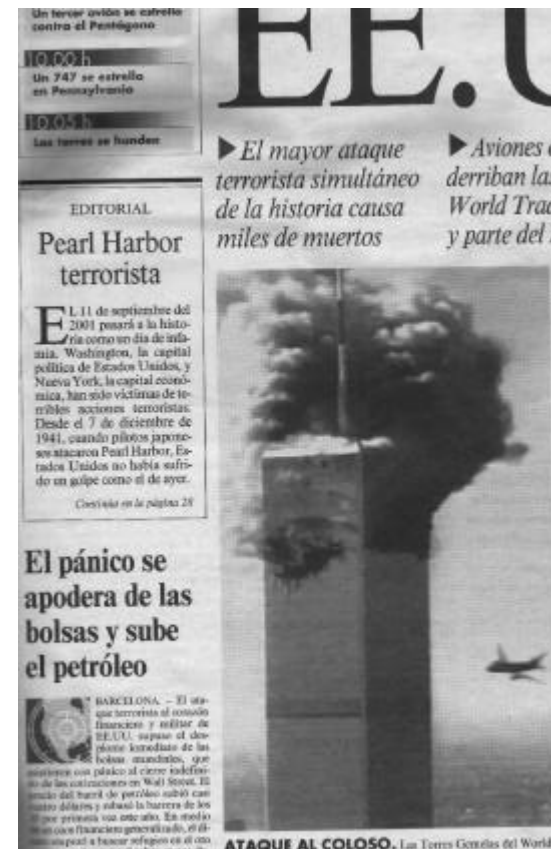 Un tercer avión se estrella
contra el Pentágono
10.00 h
Un 747 se estrella
en Pennsylvania
10.05 h
Las torres se hunden
EE.U
▶ El mayor ataque
terrorista simultáneo
de la historia causa
miles de muertos
▶ Aviones
derriban las
World Trad
y parte del
EDITORIAL
Pearl Harbor
terrorista
EL 11 de septiembre del
2001 pasará a la histo-
ria como un día de infa-
mia. Washington, la capital
política de Estados Unidos, y
Nueva York, la capital econó-
mica, han sido víctimas de te-
rribles acciones terroristas.
Desde el 7 de diciembre de
1941, cuando pilotos japone-
ses atacaron Pearl Harbor, Es-
tados Unidos no había sufri-
do un golpe como el de ayer.
Continúa en la página 28
El pánico se
apodera de las
bolsas y sube
el petróleo
BARCELONA. – El ata-
que terrorista al corazón
financiero y militar de
EE.UU. supuso el des-
plome inmediato de las
bolsas mundiales, que
con pánico al cierre indefini-
do de las cotizaciones en Wall Street. El
precio del barril de petróleo subió casi
cuatro dólares y rebasó la barrera de los
por primera vez este año. En medio
financiero generalizado, el di-
a buscar refugios en el oro
ATAQUE AL COLOSO. Las Torres Gemelas del World